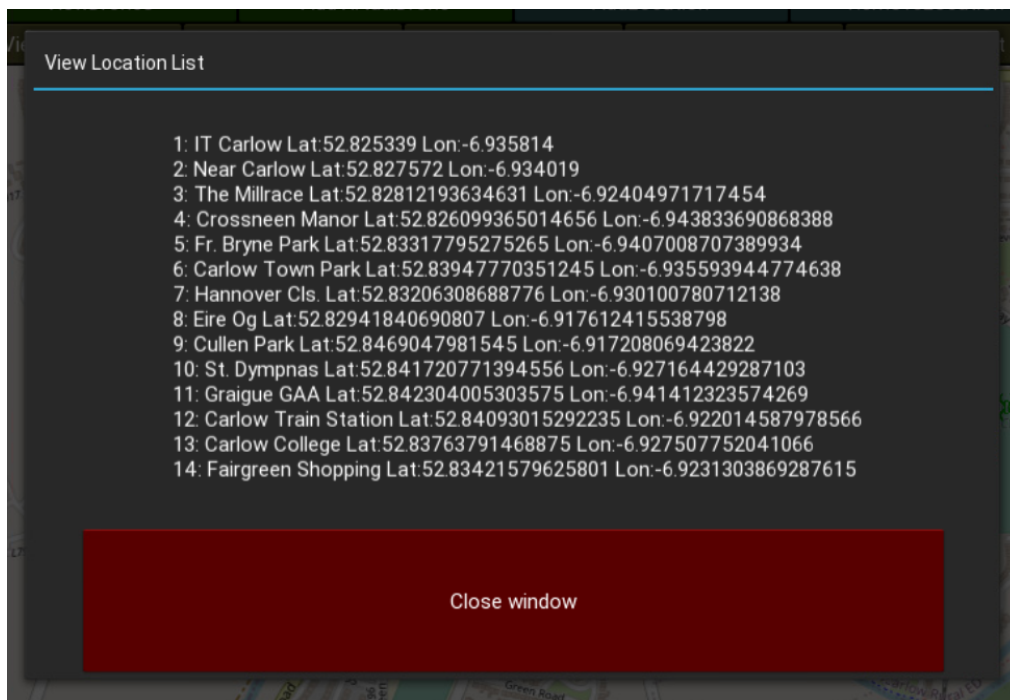 View Location List
1: IT Carlow Lat:52.825339 Lon:-6.935814
2: Near Carlow Lat:52.827572 Lon:-6.934019
3: The Millrace Lat:52.82812193634631 Lon:-6.92404971717454
4: Crossneen Manor Lat:52.826099365014656 Lon:-6.943833690868388
5: Fr. Bryne Park Lat:52.83317795275265 Lon:-6.9407008707389934
6: Carlow Town Park Lat:52.83947770351245 Lon:-6.935593944774638
7: Hannover Cls. Lat:52.83206308688776 Lon:-6.930100780712138
8: Eire Og Lat:52.82941840690807 Lon:-6.917612415538798
9: Cullen Park Lat:52.8469047981545 Lon:-6.917208069423822
10: St. Dympnas Lat:52.841720771394556 Lon:-6.927164429287103
11: Graigue GAA Lat:52.842304005303575 Lon:-6.941412323574269
12: Carlow Train Station Lat:52.84093015292235 Lon:-6.922014587978566
13: Carlow College Lat:52.83763791468875 Lon:-6.927507752041066
14: Fairgreen Shopping Lat:52.83421579625801 Lon:-6.9231303869287615
Close window
Green Road